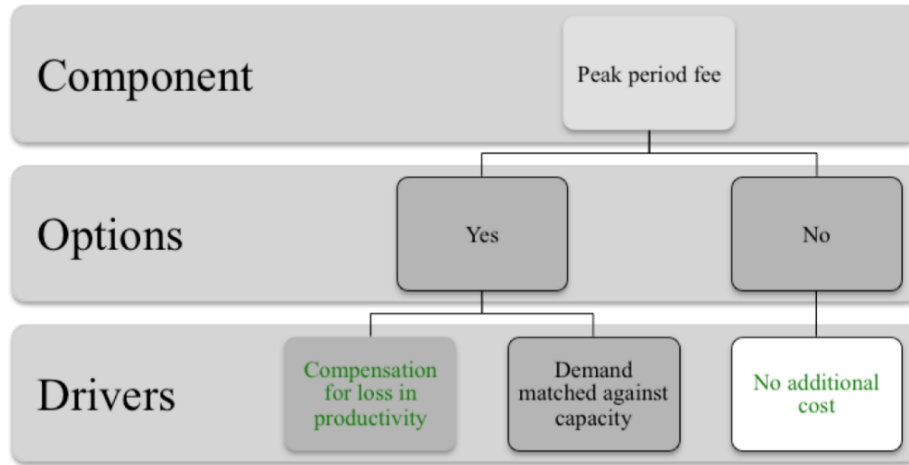 Component
Peak period fee
Options
Yes
No
Drivers
Compensation
for loss in
productivity
Demand
matched against
capacity
No additional
cost